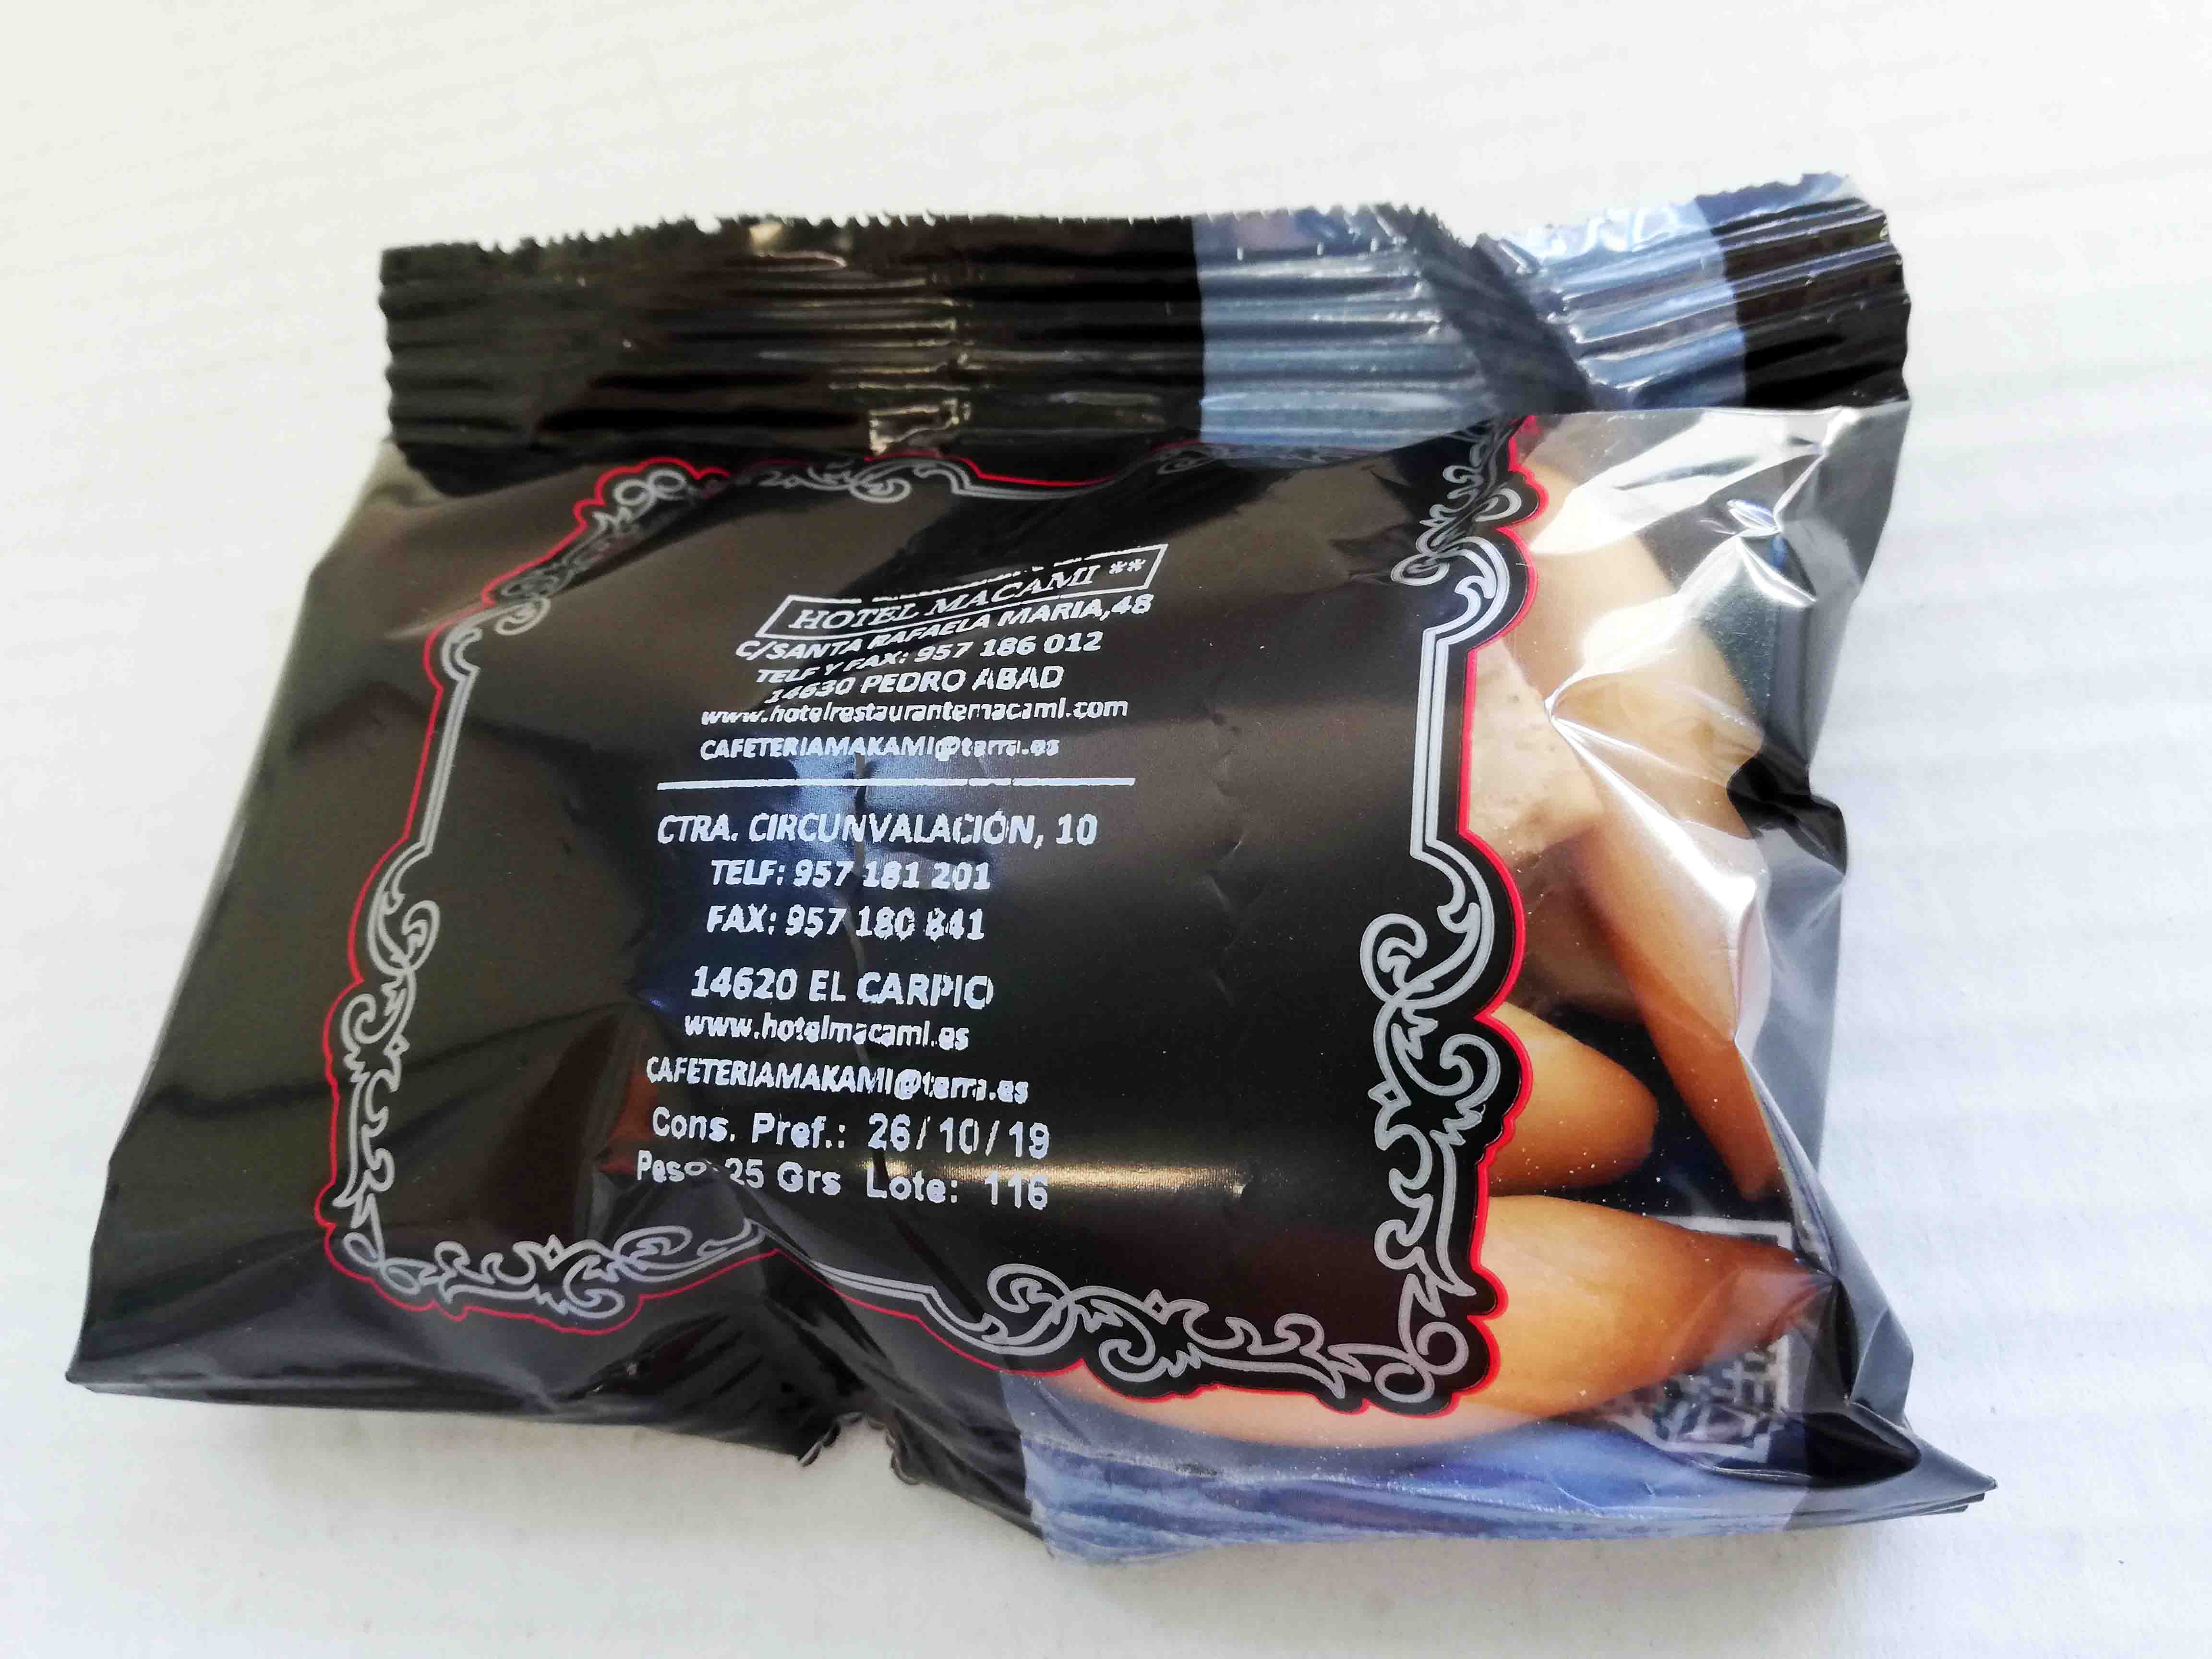 HOTEL MACAMI **
C/SANTA RAFAELA MARIA,48
TELF Y FAX: 957 186 012
14630 PEDRO ABAD
www.hotelrestaurantemacami.com
CAFETERIAMAKAMI@terra.es
CTRA. CIRCUNVALACIÓN, 10
TELF: 957 181 201
FAX: 957 180 841
14620 EL CARPIO
www.hotelmacami.es
CAFETERIAMAKAMI@terra.es
Cons. Pref.: 26/10/19
Peso: 25 Grs Lote: 116